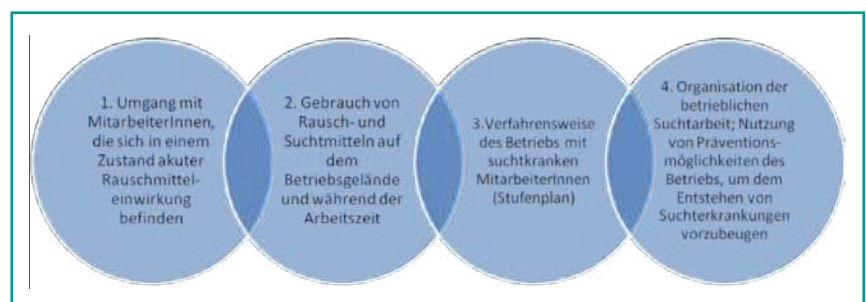 1. Umgang mit
MitarbeiterInnen,
die sich in einem
Zustand akuter
Rauschmittel-
einwirkung
befinden
2. Gebrauch von
Rausch- und
Suchtmitteln auf
dem
Betriebsgelände
und während der
Arbeitszeit
3.Verfahrensweise
des Betriebs mit
suchtkranken
MitarbeiterInnen
(Stufenplan)
4. Organisation der
betrieblichen
Suchtarbeit; Nutzung
von Präventions-
möglichkeiten des
Betriebs, um dem
Entstehen von
Suchterkrankungen
vorzubeugen